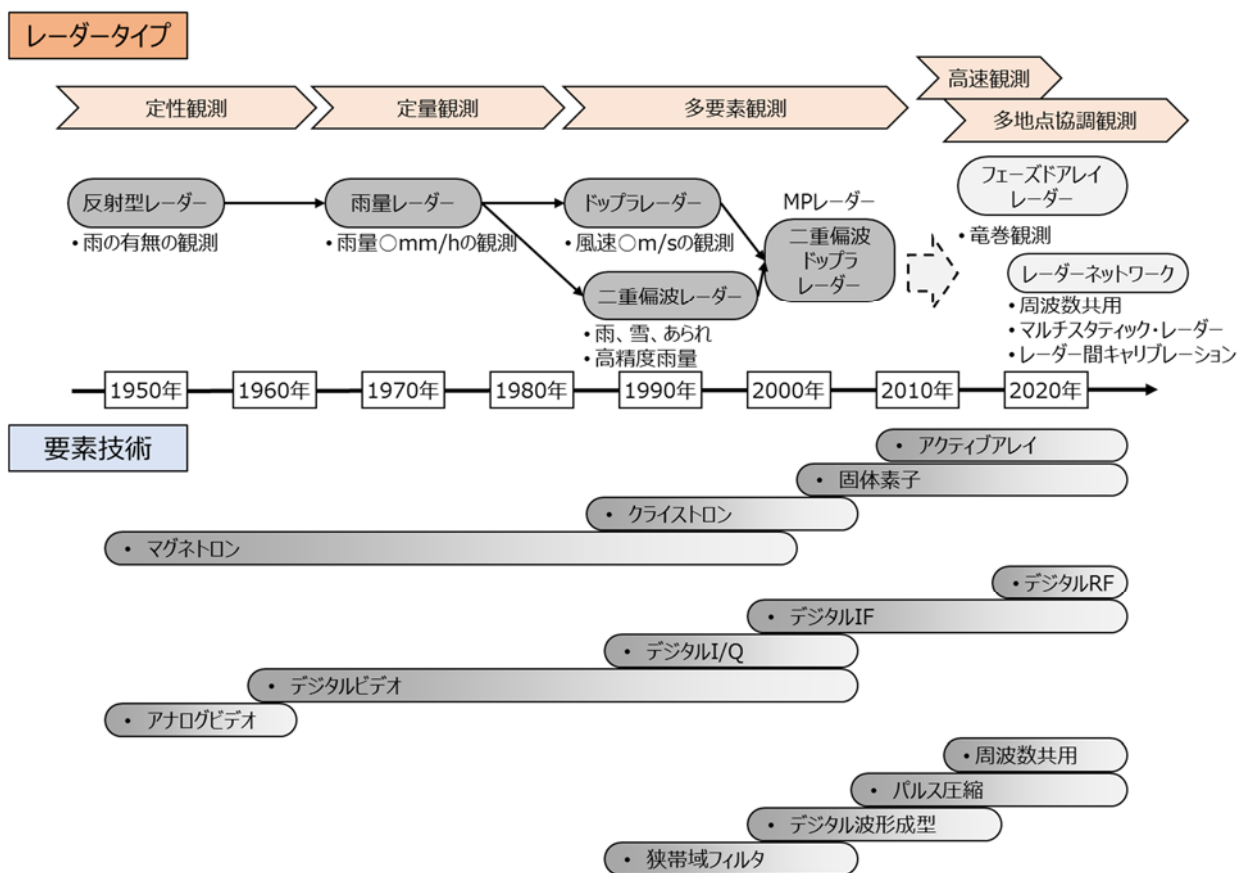 レーダータイプ
高速観測
定性観測
定量観測
多要素観測
多地点協調観測
反射型レーダー
・雨の有無の観測
雨量レーダー
・雨量○mm/hの観測
ドップラレーダー
・風速○m/sの観測
二重偏波レーダー
・雨、雪、あられ
・高精度雨量
MPレーダー
二重偏波
ドップラ
レーダー
フェーズドアレイ
レーダー
・竜巻観測
レーダーネットワーク
・周波数共用
・マルチスタティック・レーダー
・レーダー間キャリブレーション
1950年
1960年
1970年
1980年
1990年
2000年
2010年
2020年
要素技術
・アクティブアレイ
・固体素子
・クライストロン
・マグネトロン
・デジタルRF
・デジタルIF
・デジタルI/Q
・デジタルビデオ
・アナログビデオ
・周波数共用
・パルス圧縮
・デジタル波形成型
・狭帯域フィルタ